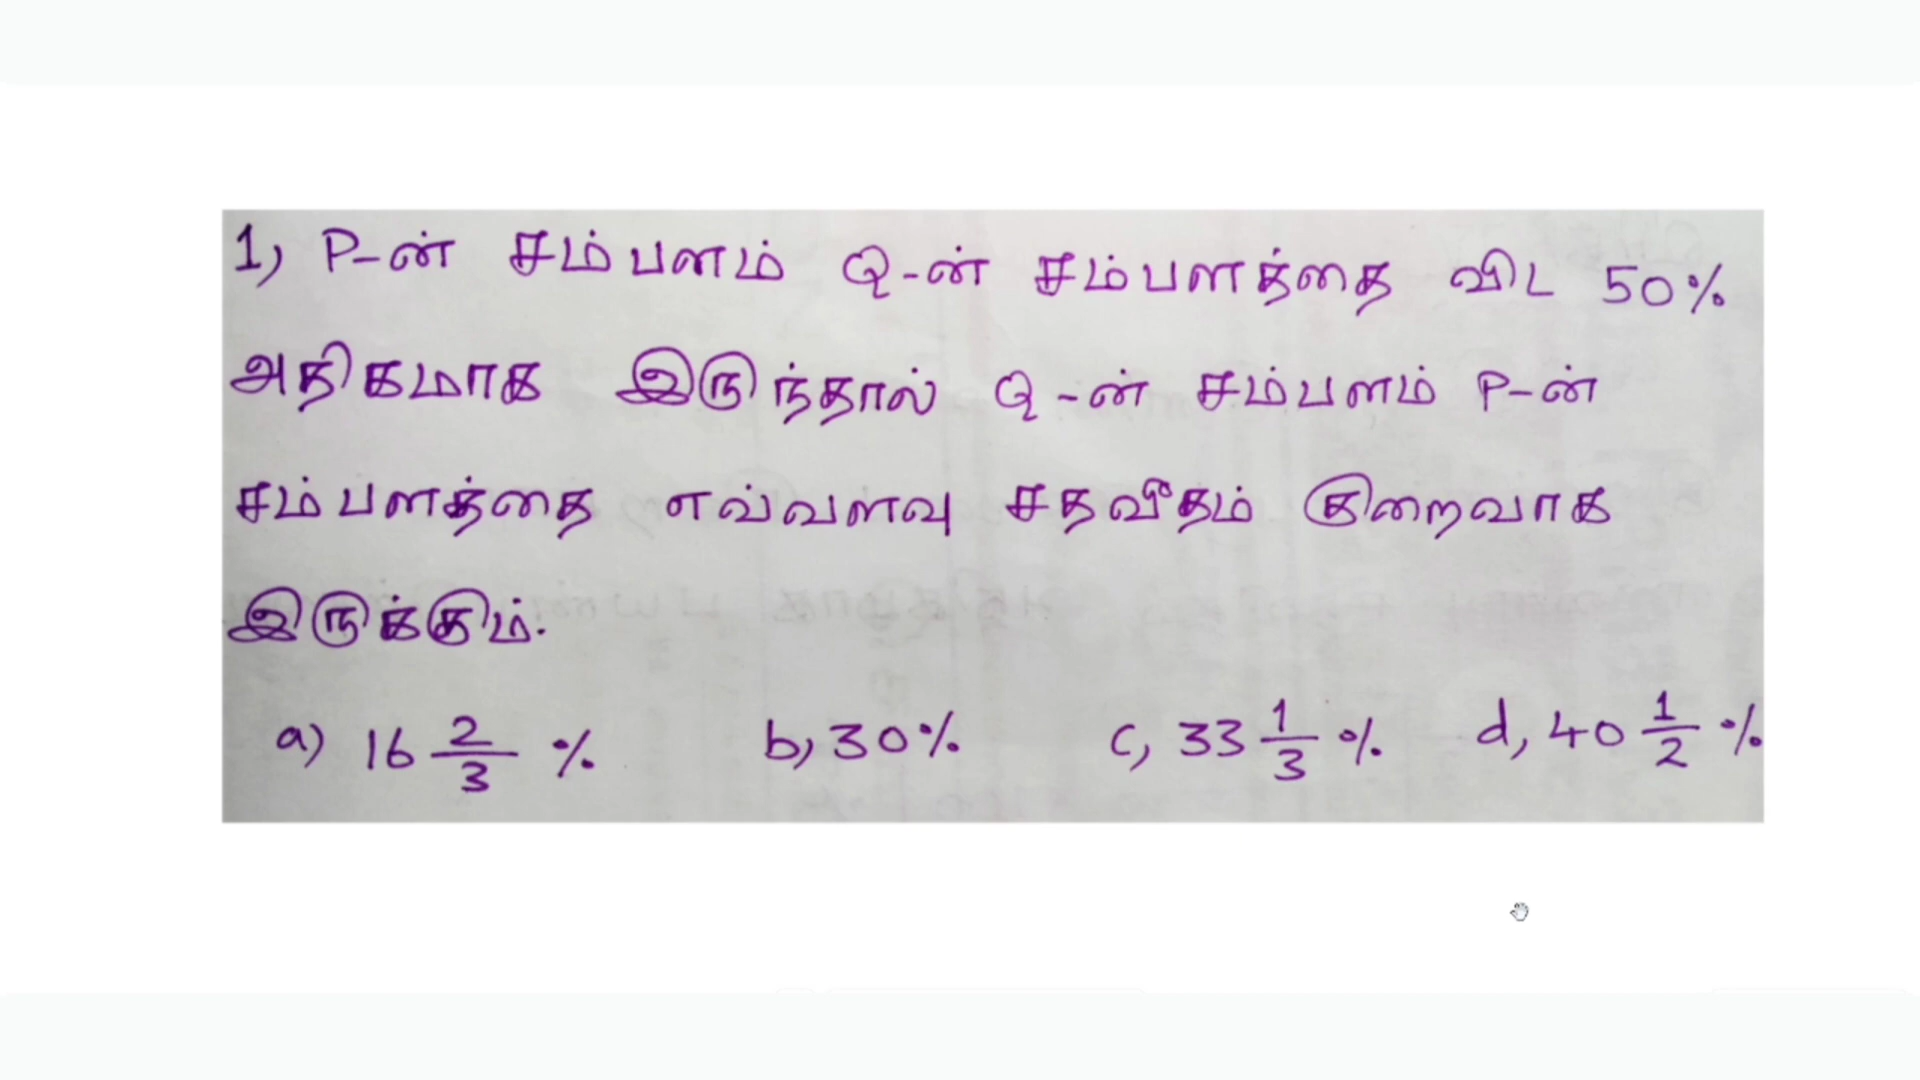 1) P-ன் சம்பளம் Q-ன் சம்பளத்தை விட 50%
அதிகமாக இருந்தால் Q-ன் சம்பளம் P-ன்
சம்பளத்தை எவ்வளவு சதவீதம் குறைவாக
இருக்கும்.
a) 16 2/3 % b, 30% c, 33 1/3 % d, 40 1/2 %